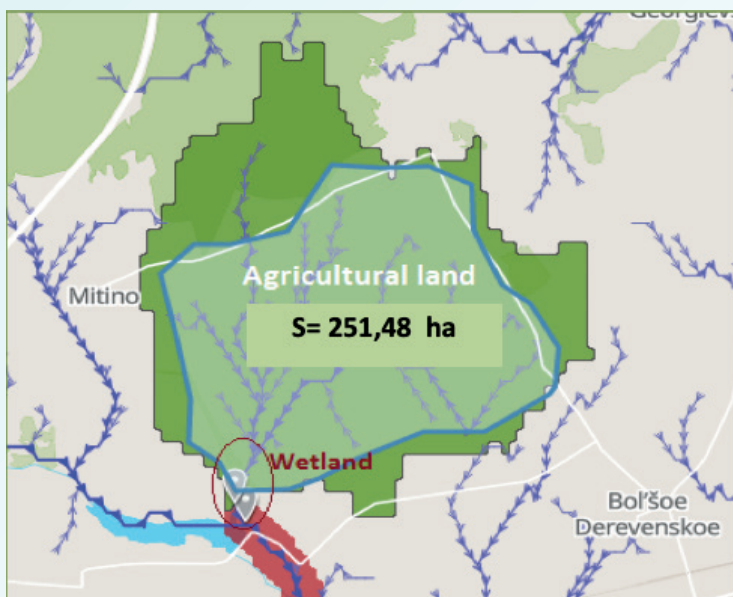 Mitino
Agricultural land
S= 251,48 ha
Wetland
Bol'šoe
Derevenskoe